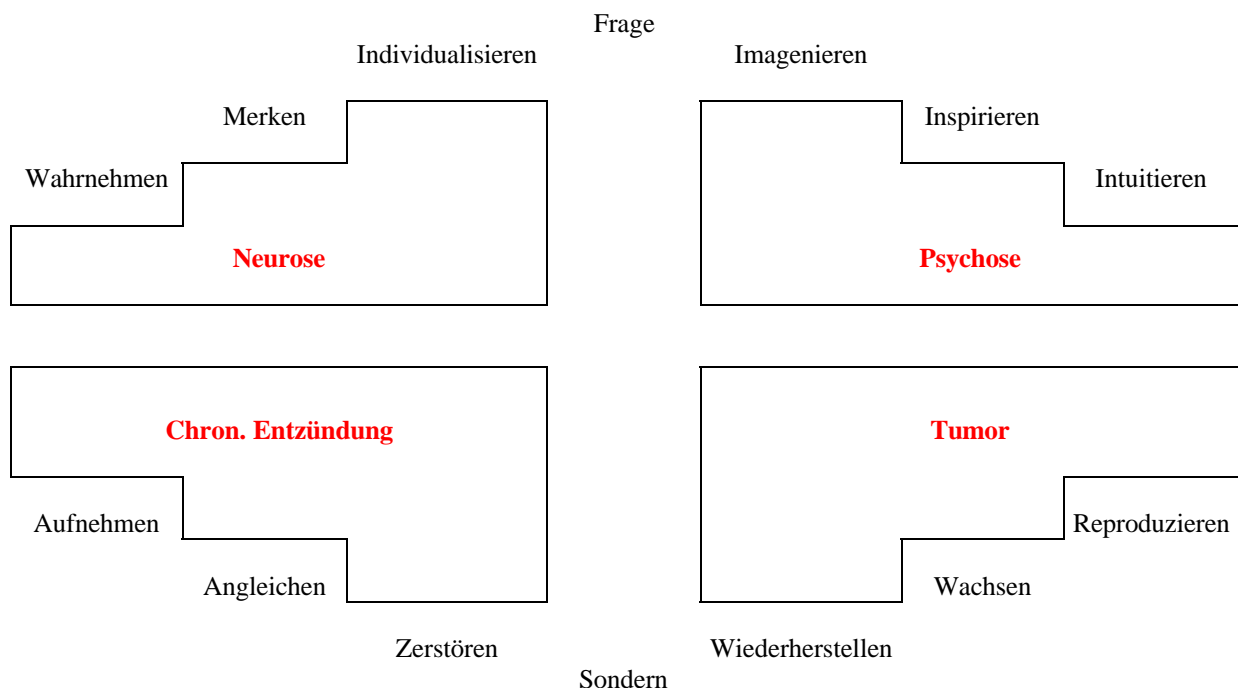 Frage
Individualisieren
Imagenieren
Merken
Inspirieren
Wahrnehmen
Intuitieren
Neurose
Psychose
Chron. Entzündung
Tumor
Aufnehmen
Reproduzieren
Angleichen
Wachsen
Zerstören
Wiederherstellen
Sondern